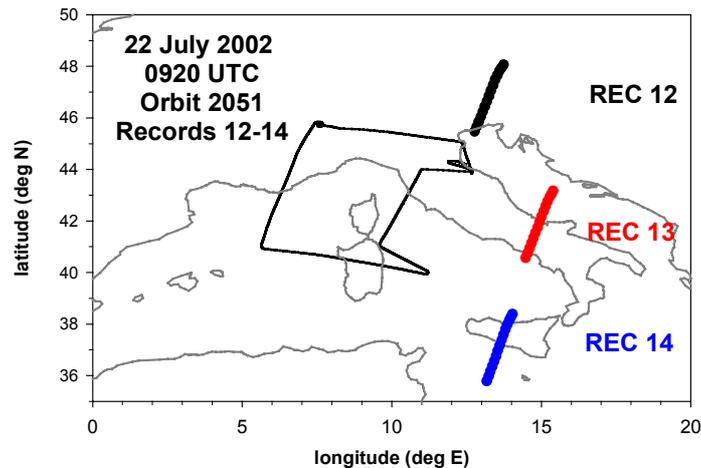 50
48
46
44
42
40
38
36
latitude (deg N)
22 July 2002
0920 UTC
Orbit 2051
Records 12-14
REC 12
REC 13
REC 14
0
5
10
15
20
longitude (deg E)